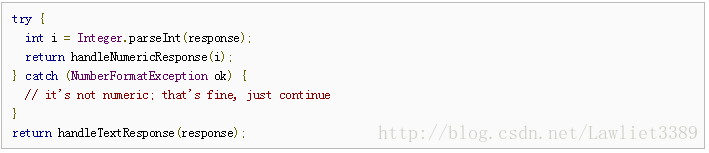 try {
  int i = Integer.parseInt(response);
  return handleNumericResponse(i);
} catch (NumberFormatException ok) {
  // it's not numeric; that's fine, just continue
}
return handleTextResponse(response);
http://blog.csdn.net/Lawliet3389